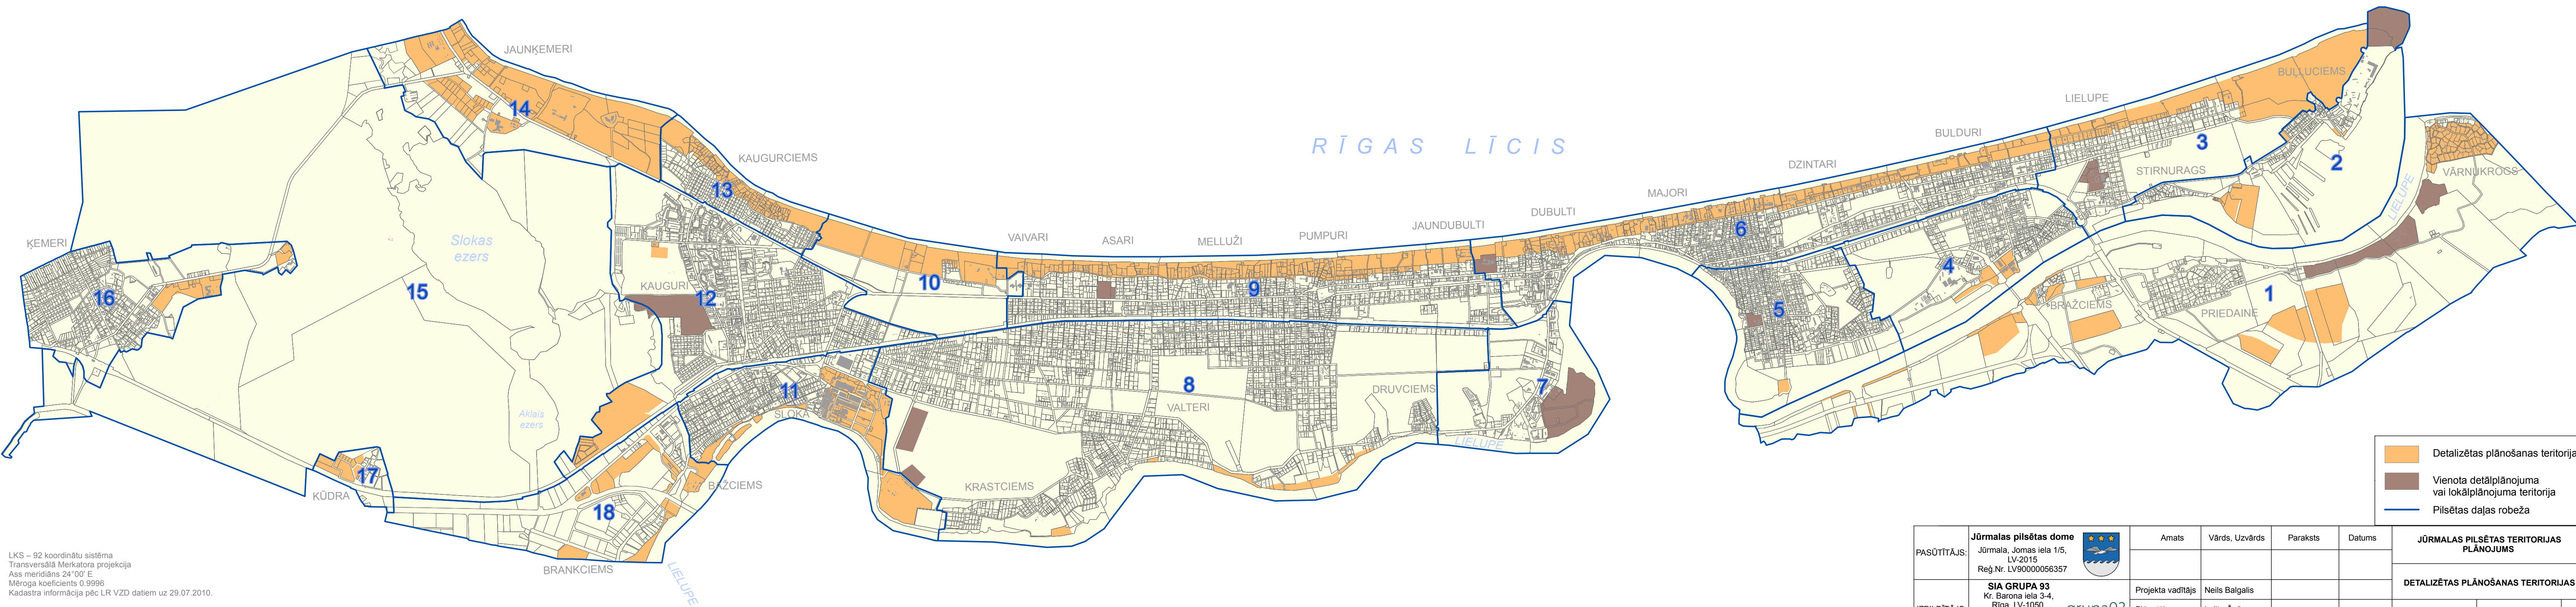 JAUNĶEMERI
14
KAUGURCIEMS
13
RĪGAS LĪCIS
BUĻĻUCIEMS
LIELUPE
BULDURI
DZINTARI
MAJORI
DUBULTI
JAUNDUBULTI
PUMPURI
MELLUŽI
ASARI
VAIVARI
3
STIRNURAGS
2
VĀRNUKROGS
LIELUPE
ĶEMERI
16
Slokas
ezers
15
KAUGURI
12
10
9
6
4
5
1
BRAŽCIEMS
PRIEDAINE
11
SLOKA
8
VALTERI
DRUVCIEMS
7
LIELUPE
Aklais
ezers
17
KŪDRA
BAŽCIEMS
KRASTCIEMS
18
BRANKCIEMS
LIELUPE
Detalizētas plānošanas teritorija
Vienota detālplānojuma
vai lokālplānojuma teritorija
Pilsētas daļas robeža
LKS – 92 koordinātu sistēma
Transversālā Merkatora projekcija
Ass meridiāns 24°00' E
Mēroga koeficients 0.9996
Kadastra informācija pēc LR VZD datiem uz 29.07.2010.
PASŪTĪTĀJS:
Jūrmalas pilsētas dome
Jūrmala, Jomas iela 1/5,
LV-2015
Reģ.Nr. LV90000056357
Amats Vārds, Uzvārds Paraksts Datums
JŪRMALAS PILSĒTAS TERITORIJAS
PLĀNOJUMS
DETALIZĒTAS PLĀNOŠANAS TERITORIJAS
SIA GRUPA 93
Kr. Barona iela 3-4,
Rīga, LV-1050
Projekta vadītājs Neils Balgalis